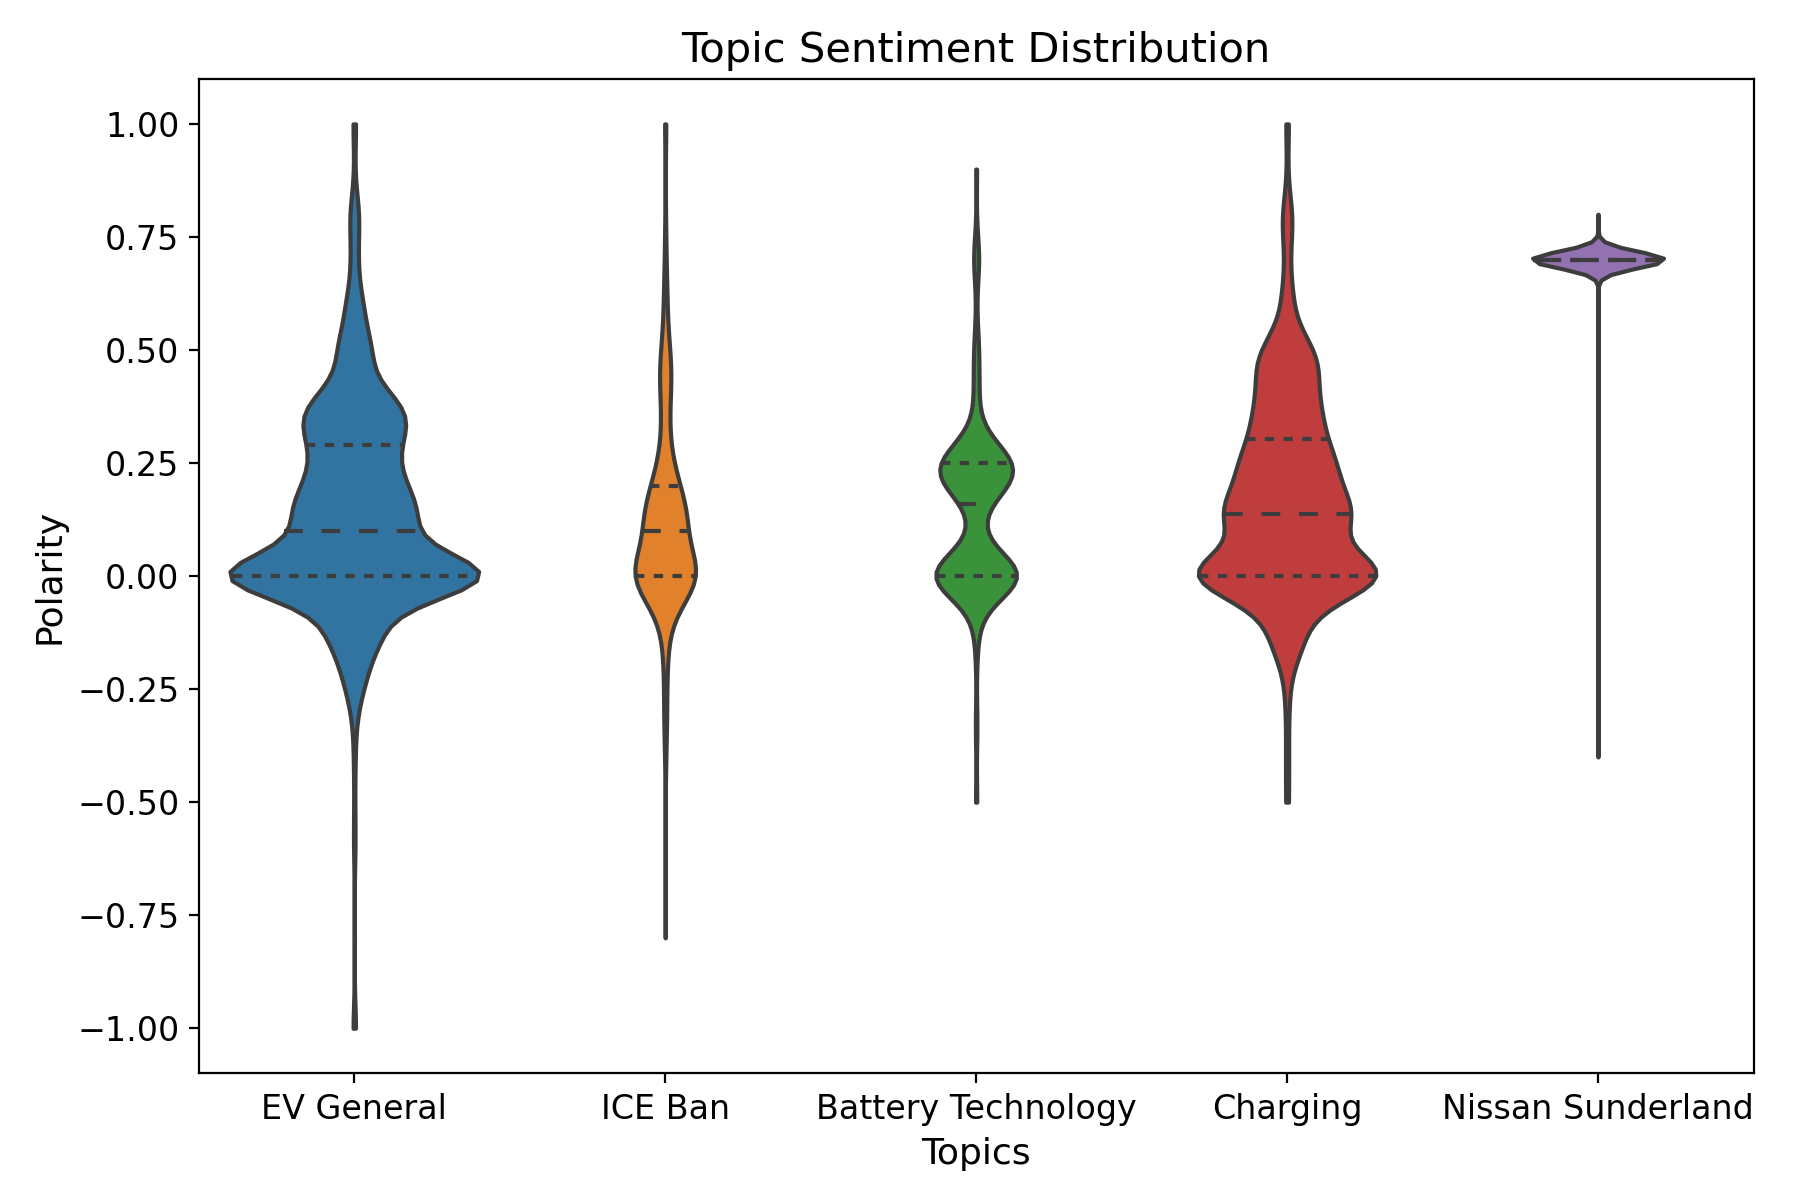 Topic Sentiment Distribution
1.00
0.75
0.50
0.25
0.00
−0.25
−0.50
−0.75
−1.00
Polarity
EV General ICE Ban Battery Technology Charging Nissan Sunderland
Topics